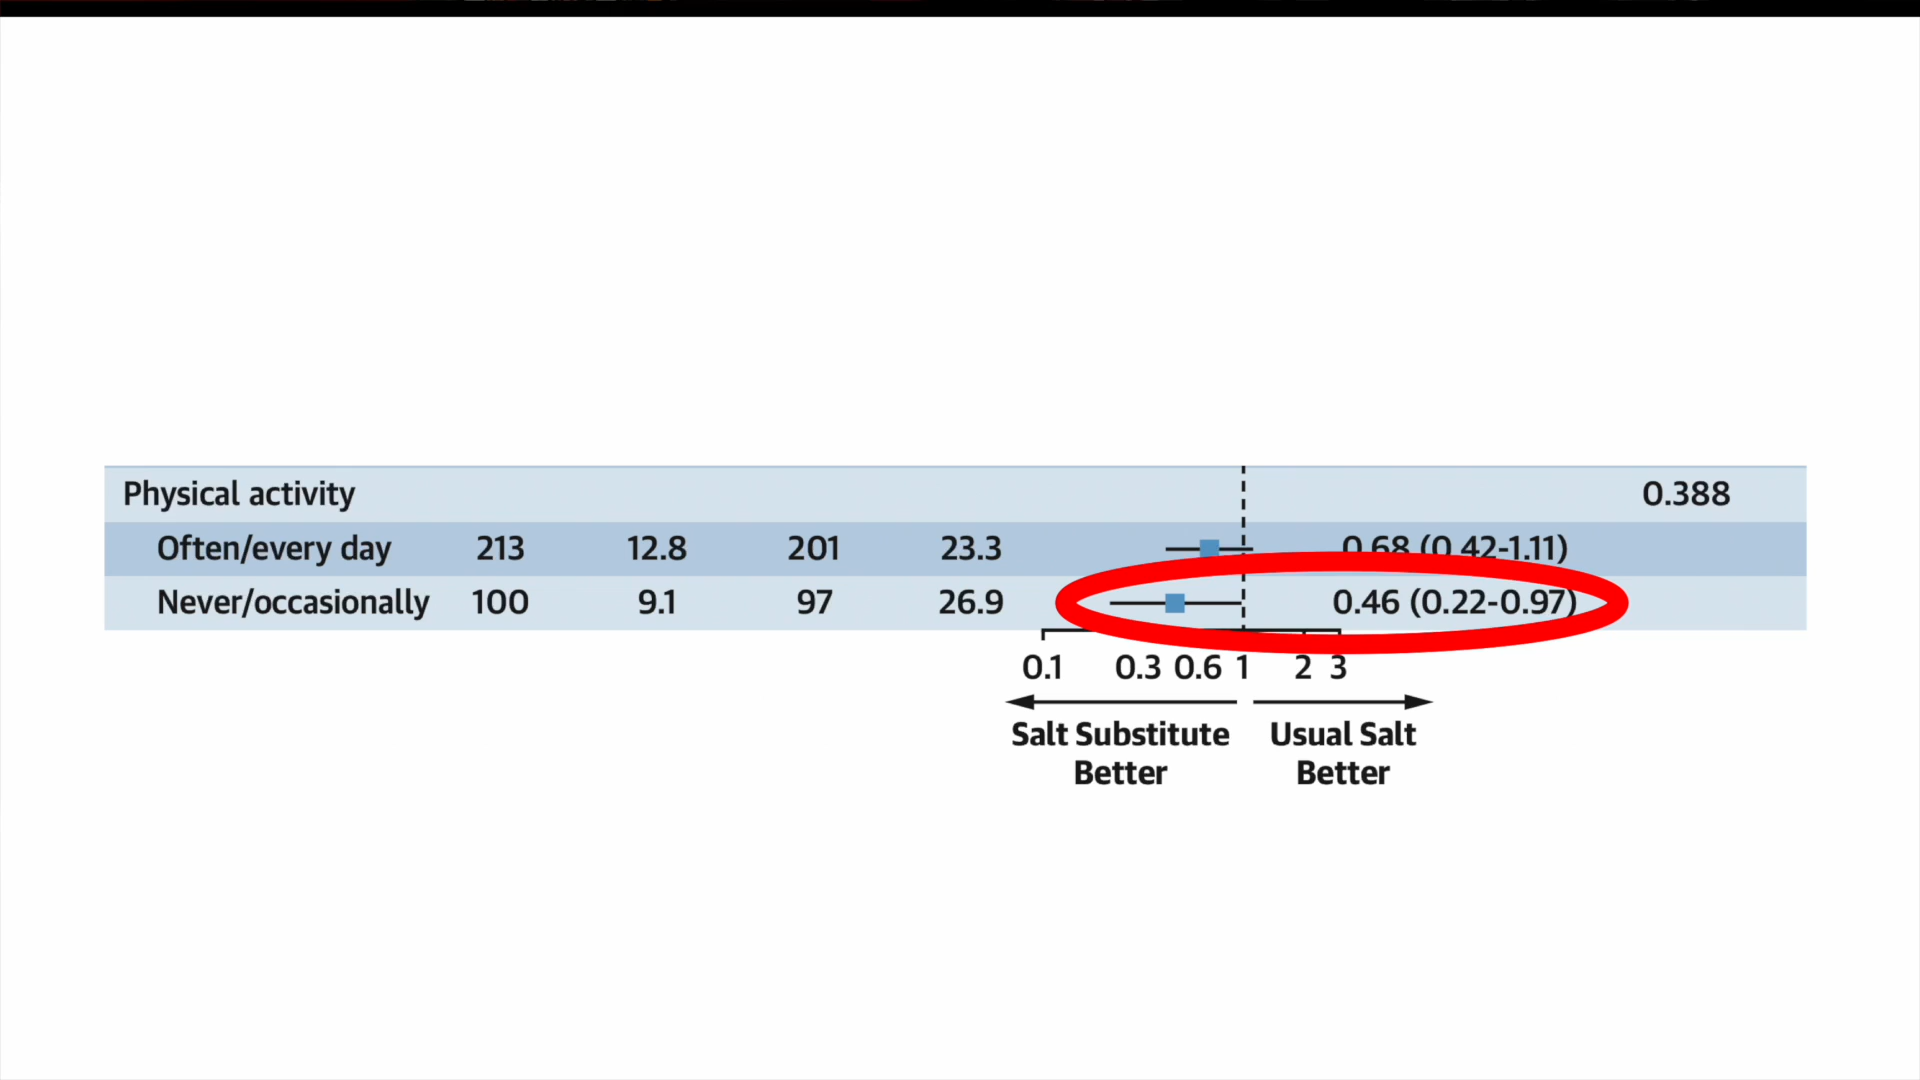 Physical activity 0.388
Often/every day 213 12.8 201 23.3 0.68 (0.42-1.11)
Never/occasionally 100 9.1 97 26.9 0.46 (0.22-0.97)
0.1 0.3 0.6 1 2 3
Salt Substitute Better
Usual Salt Better